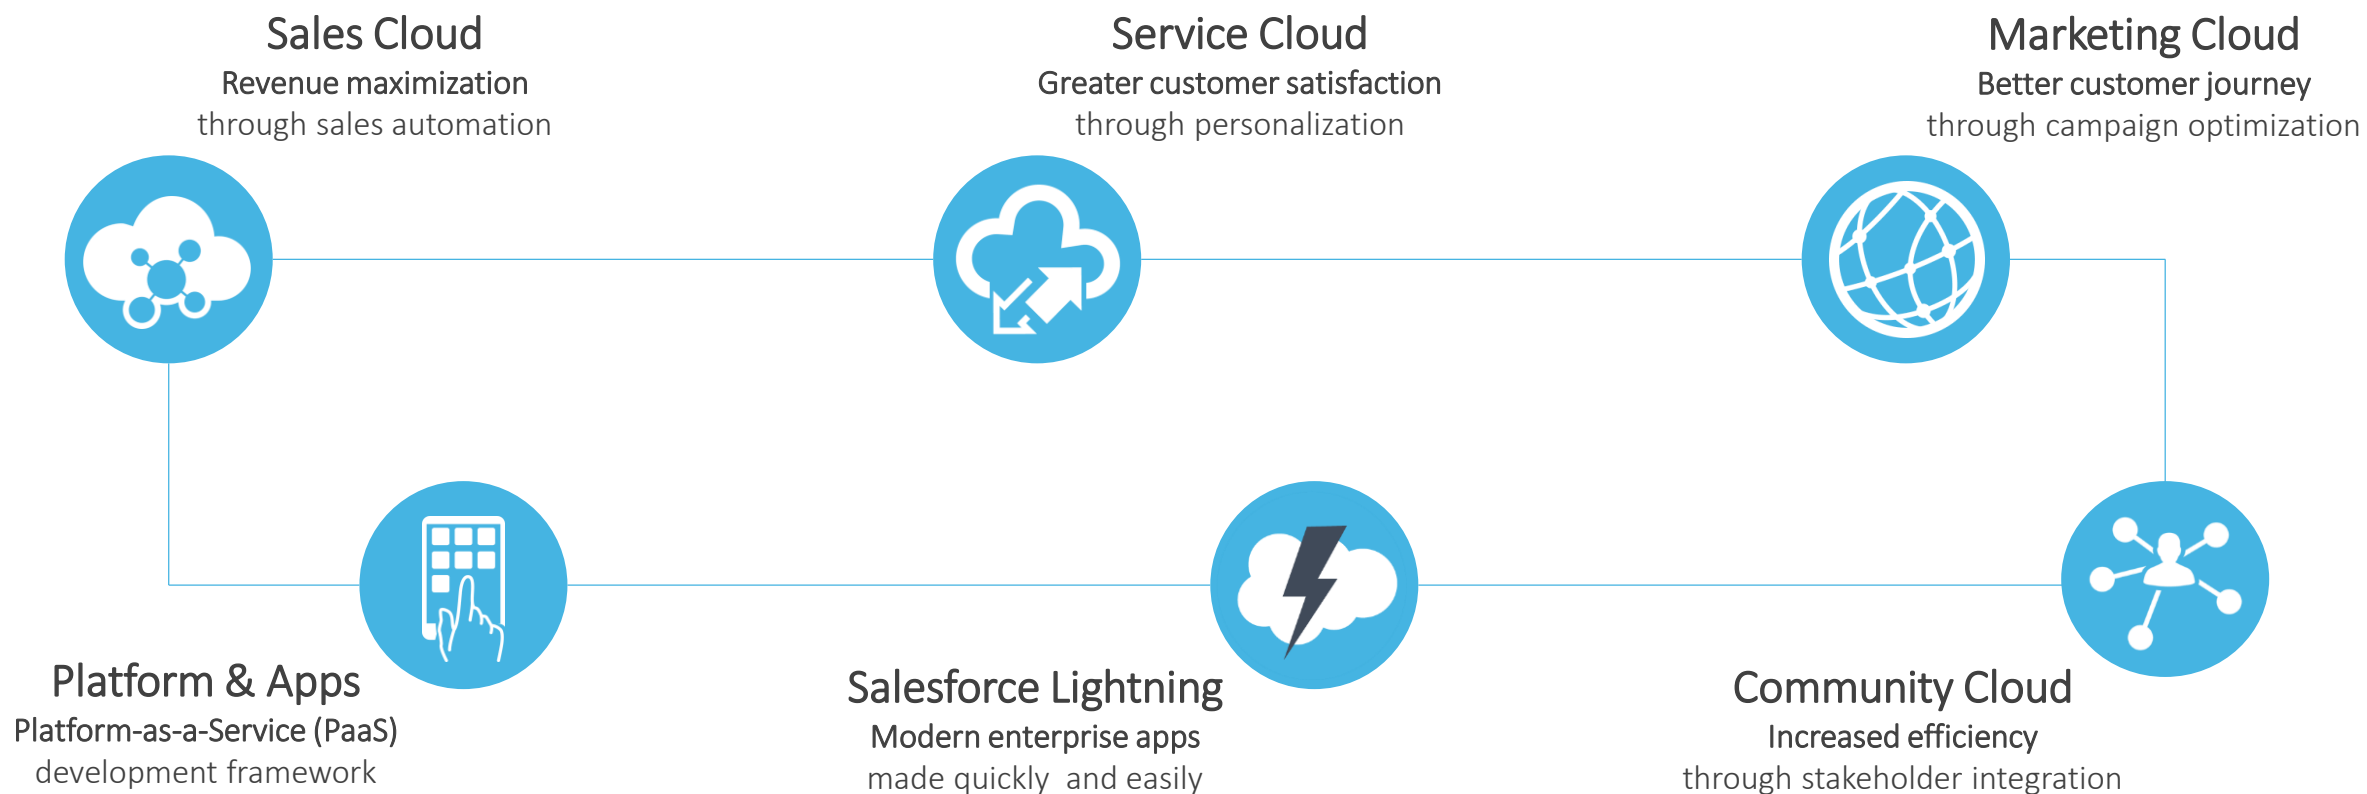 Sales Cloud
Revenue maximization
through sales automation
Service Cloud
Greater customer satisfaction
through personalization
Marketing Cloud
Better customer journey
through campaign optimization
Platform & Apps
Platform-as-a-Service (PaaS)
development framework
Salesforce Lightning
Modern enterprise apps
made quickly and easily
Community Cloud
Increased efficiency
through stakeholder integration